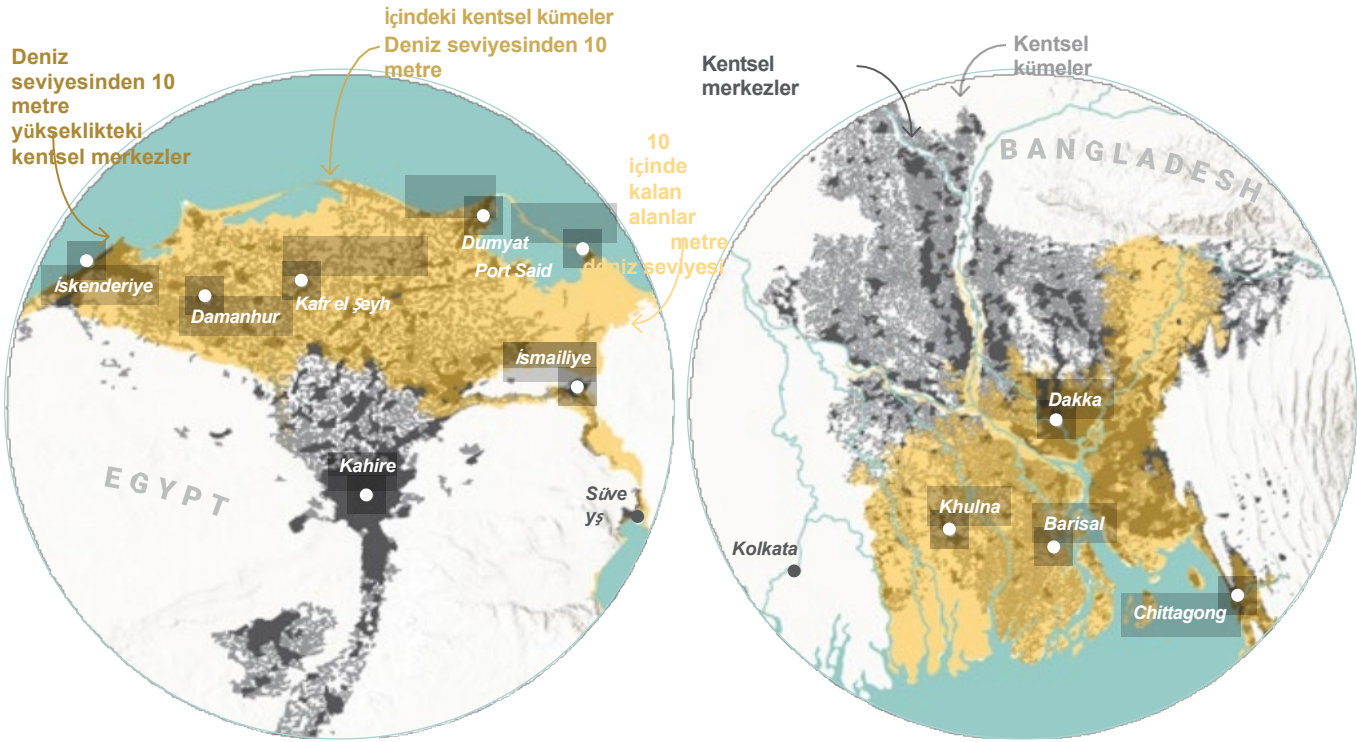 İçindeki kentsel kümeler
Deniz seviyesinden 10
metre
Deniz
seviyesinden 10
metre
yükseklikteki
kentsel merkezler
10
içinde
kalan
alanlar
metre
deniz seviyesi
Dumyat
Port Said
İskenderiye
Damanhur
Kafr el Şeyh
İsmailiye
Kahire
EGYPT
Süve
yş
Kentsel
merkezler
Kentsel
kümeler
BANGLADESH
Dakka
Khulna
Barisal
Kolkata
Chittagong